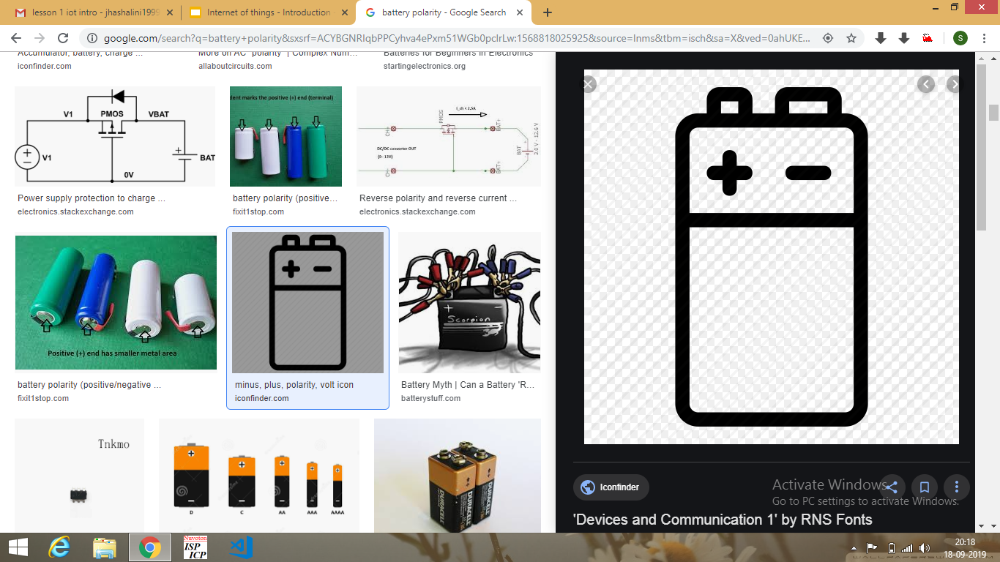 lesson 1 iot intro - jhashalini1999
Internet of things - Introduction
battery polarity - Google Search
google.com/search?q=battery+polarity&sxsrf=ACYBGNRIqbPPCyhva4ePxm51WGb0pcIrLw:1568818025925&source=lnms&tbm=isch&sa=X&ved=0ahUKE...
S
Accumulator, battery, charge ...
iconfinder.com
More on AC "polarity" | Complex Num...
allaboutcircuits.com
Batteries for Beginners in Electronics
startingelectronics.org
V1 PMOS VBAT
V1
BAT
0V
Power supply protection to charge ...
electronics.stackexchange.com
dent marks the positive (+) end (terminal)
battery polarity (positive...
fixit1stop.com
I_ch < 2.5A
PMOS
CH+
BAT+
DC/DC converter OUT
(0 - 13V)
BAT
3.0 V - 12.6 V
CH-
Reverse polarity and reverse current ...
electronics.stackexchange.com
Positive (+) end has smaller metal area
battery polarity (positive/negative ...
fixit1stop.com
minus, plus, polarity, volt icon
iconfinder.com
Scorpion
Battery Myth | Can a Battery 'R...
batterystuff.com
Tnkmo
D C AA AAA AAAA
DURACELL
DURACELL
Iconfinder
Activate Windows
Go to PC settings to activate Windows.
'Devices and Communication 1' by RNS Fonts
Nuvoton
ISP
ICP
20:18
18-09-2019